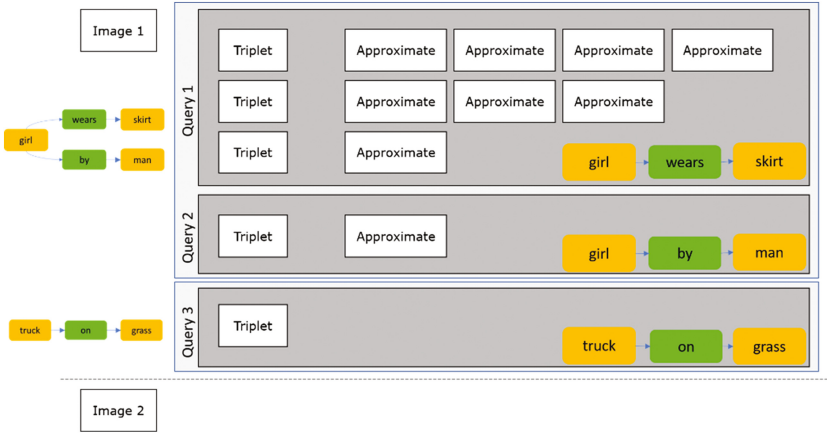 Image 1
girl
wears
skirt
by
man
Query 1
Triplet Approximate Approximate Approximate Approximate
Triplet Approximate Approximate Approximate
Triplet Approximate
girl wears skirt
Query 2
Triplet Approximate
girl by man
truck on grass
Query 3
Triplet
truck on grass
Image 2